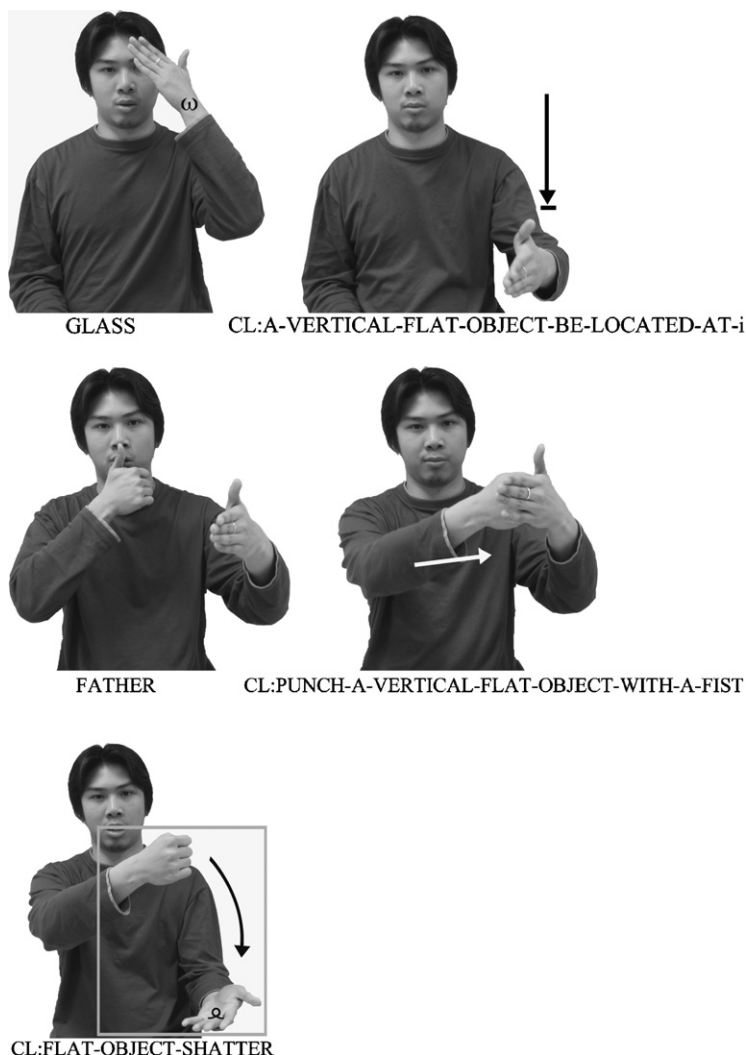 ω
GLASS
CL:A-VERTICAL-FLAT-OBJECT-BE-LOCATED-AT-i
FATHER
CL:PUNCH-A-VERTICAL-FLAT-OBJECT-WITH-A-FIST
CL:FLAT-OBJECT-SHATTER